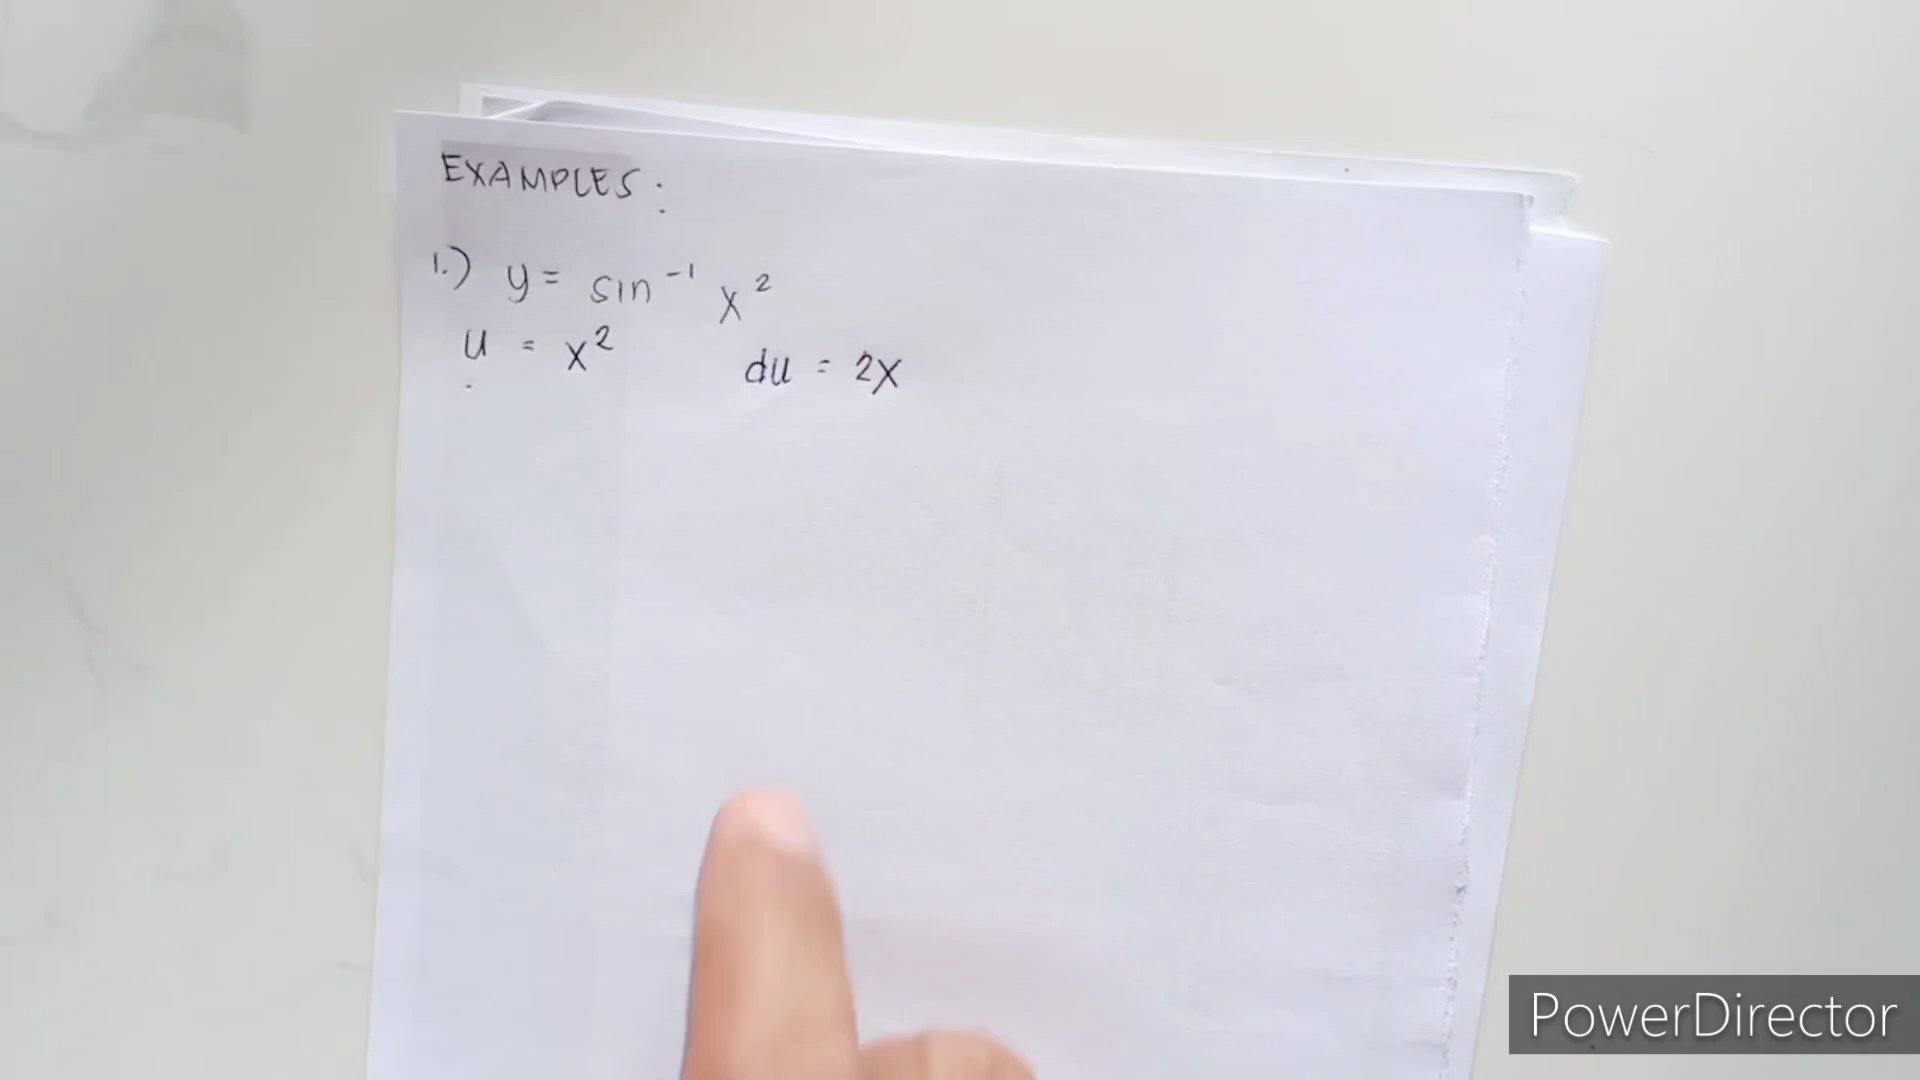 EXAMPLES:
1.) y = sin⁻¹ x²
u = x² du = 2x
PowerDirector